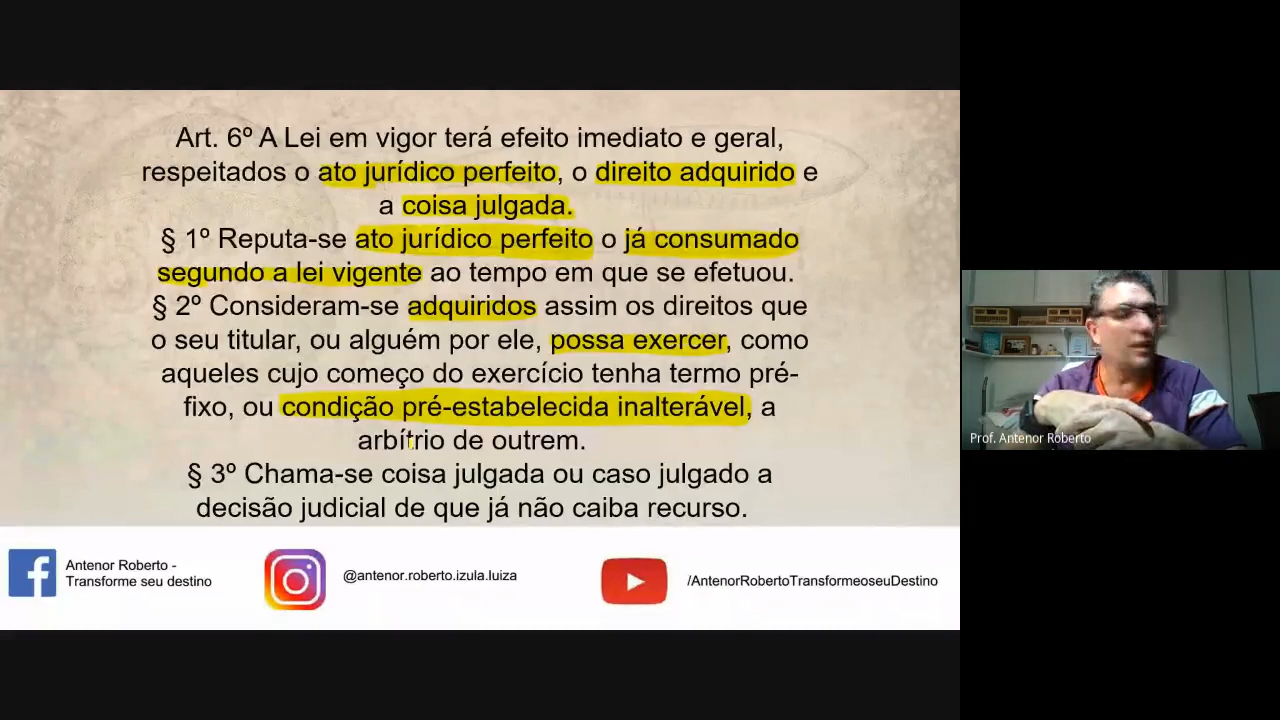 Art. 6º A Lei em vigor terá efeito imediato e geral,
respeitados o ato jurídico perfeito, o direito adquirido e
a coisa julgada.
§ 1º Reputa-se ato jurídico perfeito o já consumado
segundo a lei vigente ao tempo em que se efetuou.
§ 2º Consideram-se adquiridos assim os direitos que
o seu titular, ou alguém por ele, possa exercer, como
aqueles cujo começo do exercício tenha termo pré-
fixo, ou condição pré-estabelecida inalterável, a
arbítrio de outrem.
§ 3º Chama-se coisa julgada ou caso julgado a
decisão judicial de que já não caiba recurso.
Antenor Roberto -
Transforme seu destino
@antenor.roberto.izula.luiza
/AntenorRobertoTransformeoseuDestino
Prof. Antenor Roberto